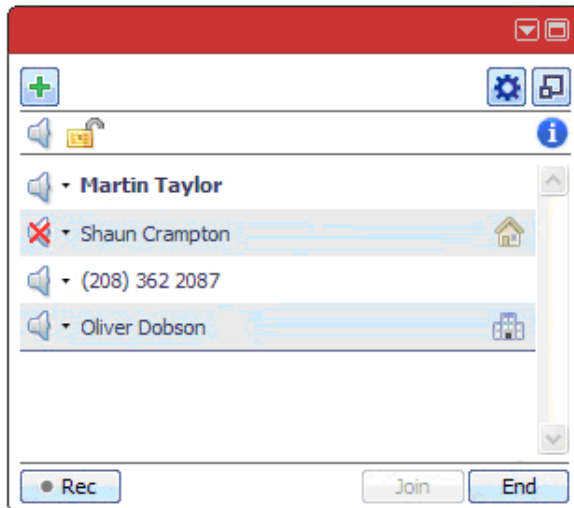 Martin Taylor
Shaun Crampton
(208) 362 2087
Oliver Dobson
Rec
Join
End